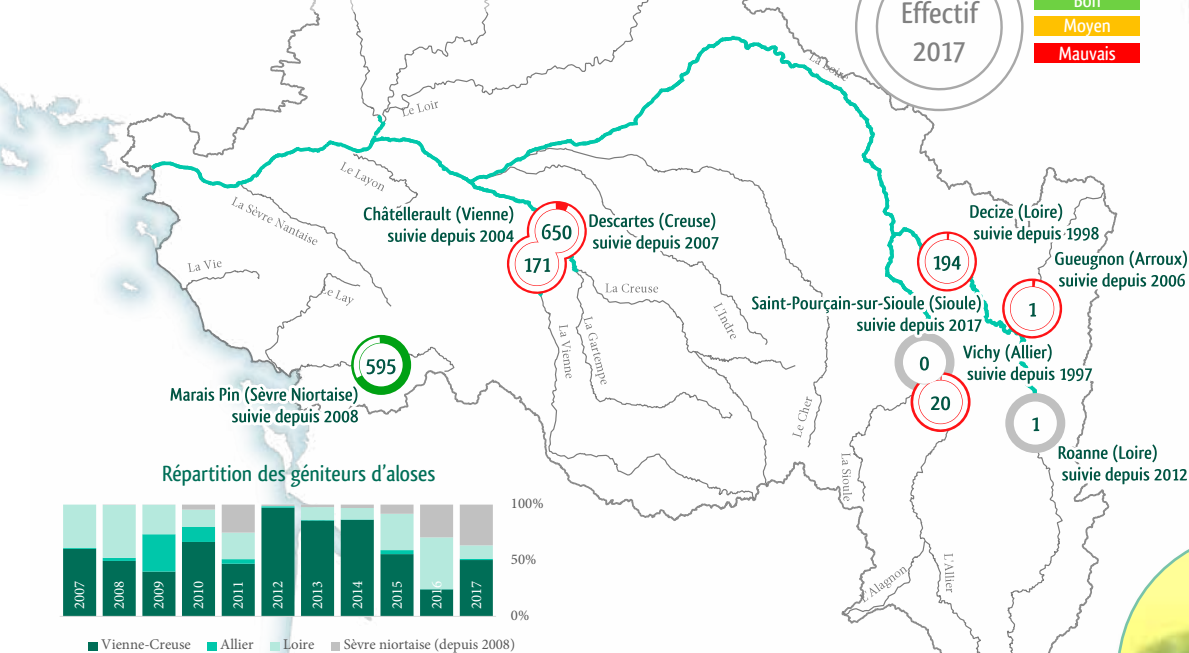 Effectif
2017
Bon
Moyen
Mauvais
La Loire
Le Loir
Le Layon
La Sèvre Nantaise
La Vie
Le Lay
Châtellerault (Vienne)
suivie depuis 2004
650
171
Descartes (Creuse)
suivie depuis 2007
La Creuse
L'Indre
La Vienne
La Gartempe
Le Cher
Decize (Loire)
suivie depuis 1998
194
Gueugnon (Arroux)
suivie depuis 2006
1
Saint-Pourçain-sur-Sioule (Sioule)
suivie depuis 2017
0
Vichy (Allier)
suivie depuis 1997
20
1
Roanne (Loire)
suivie depuis 2012
595
Marais Pin (Sèvre Niortaise)
suivie depuis 2008
La Sioule
L'Alagnon
L'Allier
Répartition des géniteurs d'aloses
100%
50%
0%
2007
2008
2009
2010
2011
2012
2013
2014
2015
2016
2017
Vienne-Creuse
Allier
Loire
Sèvre niortaise (depuis 2008)